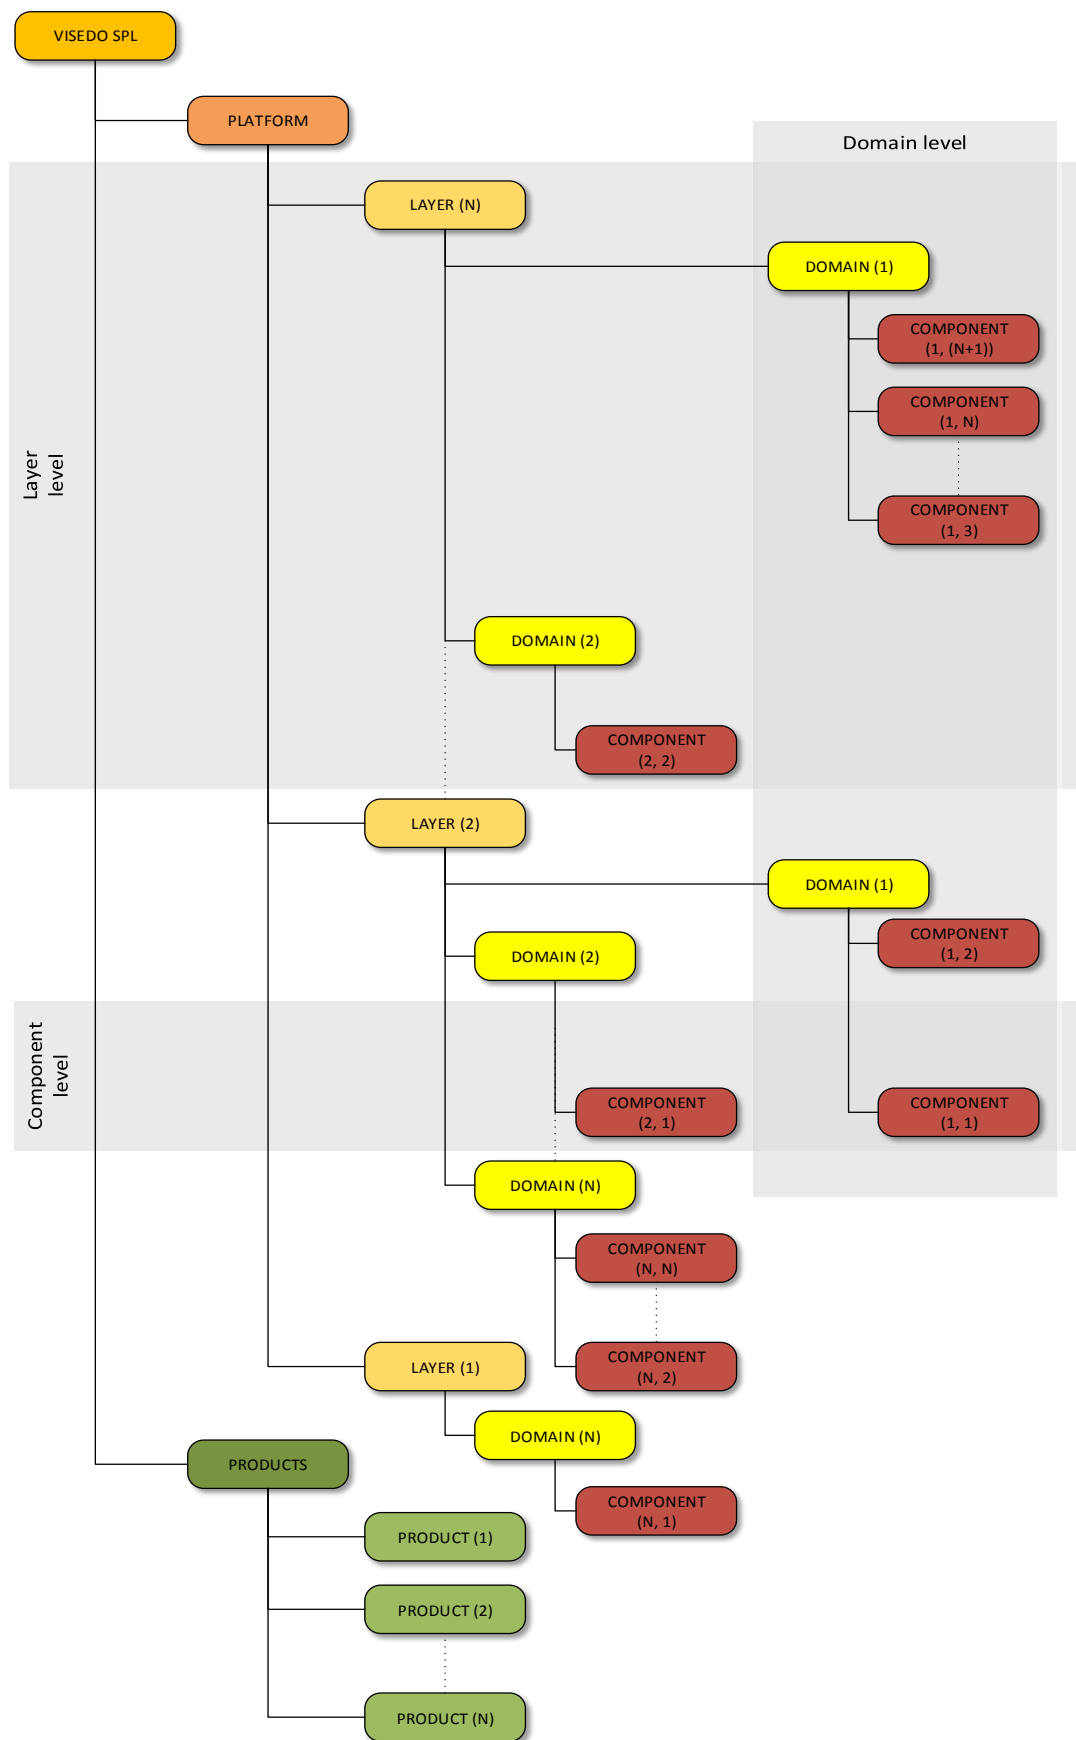 VISEDO SPL
PLATFORM
Domain level
LAYER (N)
DOMAIN (1)
COMPONENT
(1, (N+1))
COMPONENT
(1, N)
Layer
level
COMPONENT
(1, 3)
DOMAIN (2)
COMPONENT
(2, 2)
LAYER (2)
DOMAIN (1)
COMPONENT
(1, 2)
DOMAIN (2)
Component
level
COMPONENT
(2, 1)
COMPONENT
(1, 1)
DOMAIN (N)
COMPONENT
(N, N)
COMPONENT
(N, 2)
LAYER (1)
DOMAIN (N)
COMPONENT
(N, 1)
PRODUCTS
PRODUCT (1)
PRODUCT (2)
PRODUCT (N)